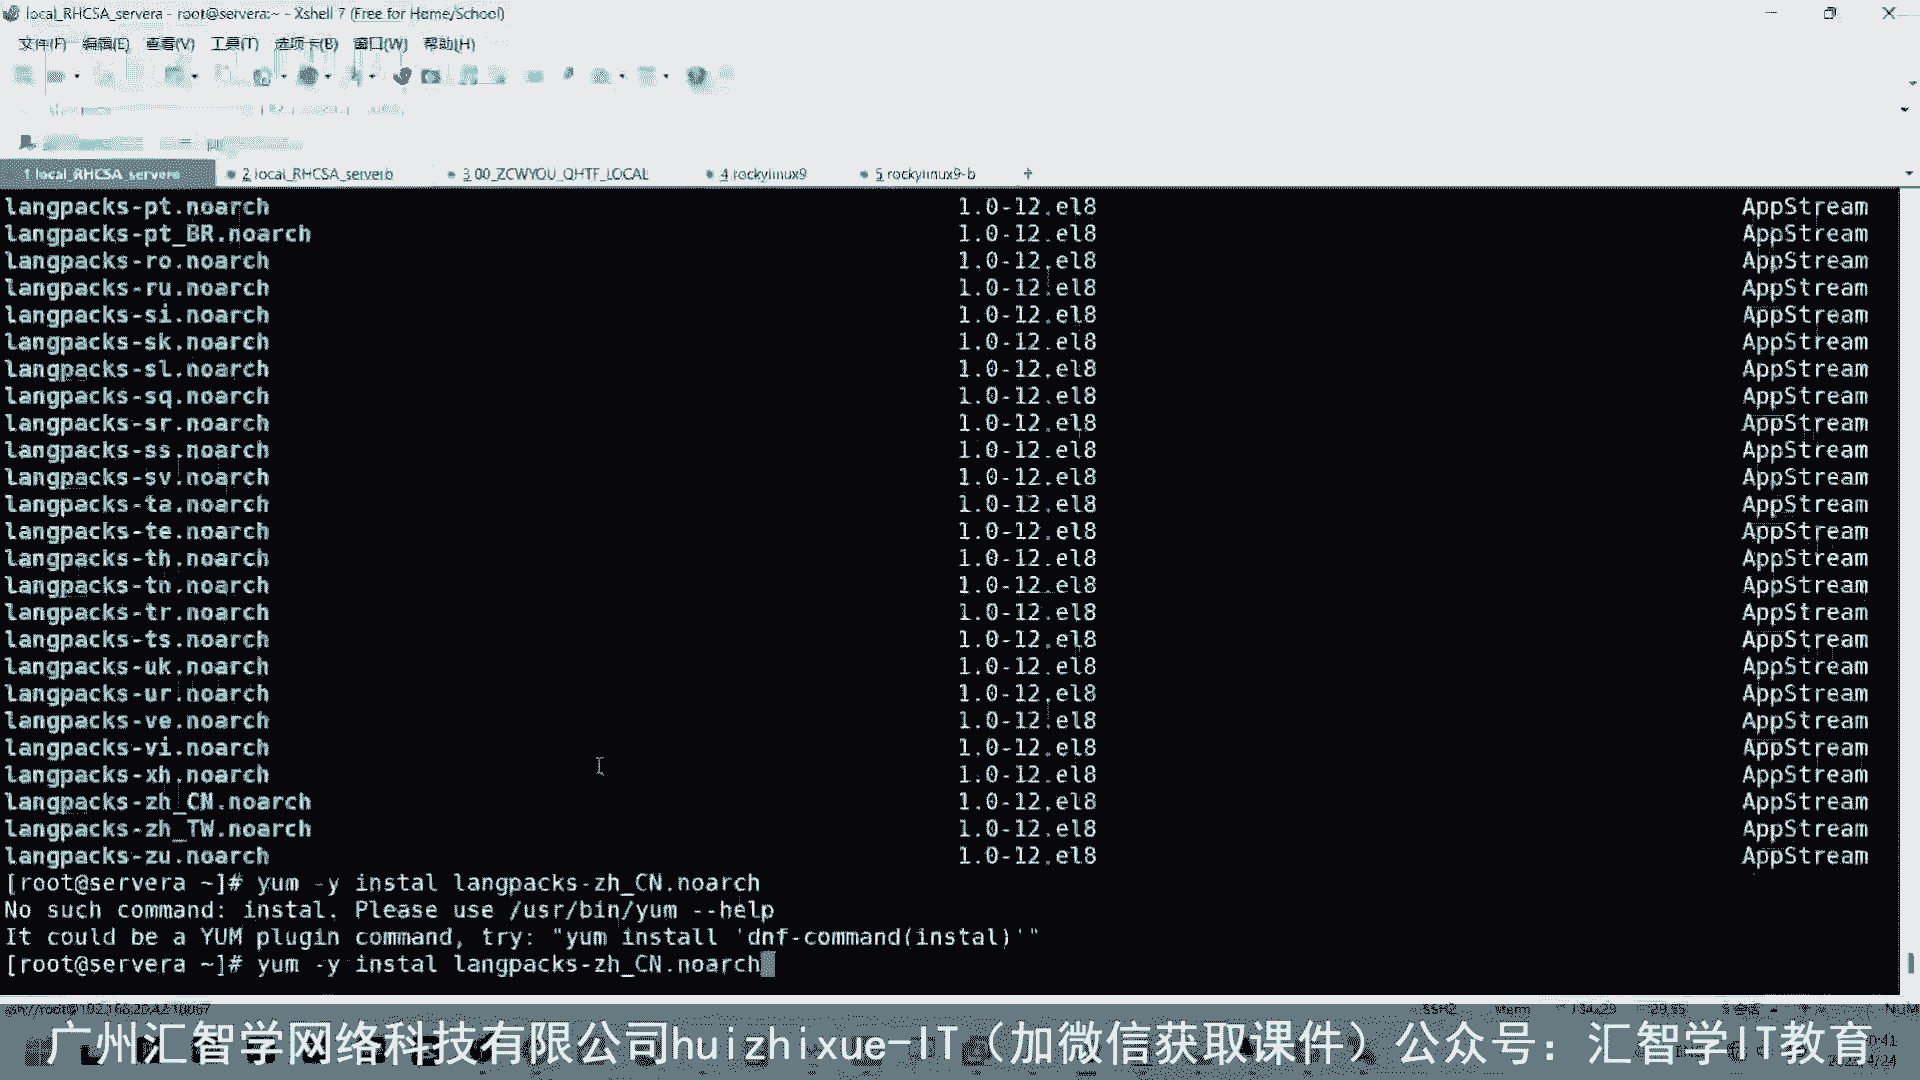 local_RHCSA_servera - root@servera:~ - Xshell 7 (Free for Home/School)
文件(F) 编辑(E) 查看(V) 工具(T) 选项卡(B) 窗口(W) 帮助(H)
1 local_RHCSA_servera 2 local_RHCSA_serverb 3 00_ZCWYOU_QHTF_LOCAL 4 rockylinux9 5 rockylinux9-b +
langpacks-pt.noarch 1.0-12.el8 AppStream
langpacks-pt_BR.noarch 1.0-12.el8 AppStream
langpacks-ro.noarch 1.0-12.el8 AppStream
langpacks-ru.noarch 1.0-12.el8 AppStream
langpacks-si.noarch 1.0-12.el8 AppStream
langpacks-sk.noarch 1.0-12.el8 AppStream
langpacks-sl.noarch 1.0-12.el8 AppStream
langpacks-sq.noarch 1.0-12.el8 AppStream
langpacks-sr.noarch 1.0-12.el8 AppStream
langpacks-ss.noarch 1.0-12.el8 AppStream
langpacks-sv.noarch 1.0-12.el8 AppStream
langpacks-ta.noarch 1.0-12.el8 AppStream
langpacks-te.noarch 1.0-12.el8 AppStream
langpacks-th.noarch 1.0-12.el8 AppStream
langpacks-tn.noarch 1.0-12.el8 AppStream
langpacks-tr.noarch 1.0-12.el8 AppStream
langpacks-ts.noarch 1.0-12.el8 AppStream
langpacks-uk.noarch 1.0-12.el8 AppStream
langpacks-ur.noarch 1.0-12.el8 AppStream
langpacks-ve.noarch 1.0-12.el8 AppStream
langpacks-vi.noarch 1.0-12.el8 AppStream
langpacks-xh.noarch 1.0-12.el8 AppStream
langpacks-zh_CN.noarch 1.0-12.el8 AppStream
langpacks-zh_TW.noarch 1.0-12.el8 AppStream
langpacks-zu.noarch 1.0-12.el8 AppStream
[root@servera ~]# yum -y instal langpacks-zh_CN.noarch
No such command: instal. Please use /usr/bin/yum --help
It could be a YUM plugin command, try: "yum install 'dnf-command(instal)'"
[root@servera ~]# yum -y instal langpacks-zh_CN.noarch
SSH2 xterm NUM
广州汇智学网络科技有限公司huizhixue-IT（加微信获取课件）公众号：汇智学IT教育